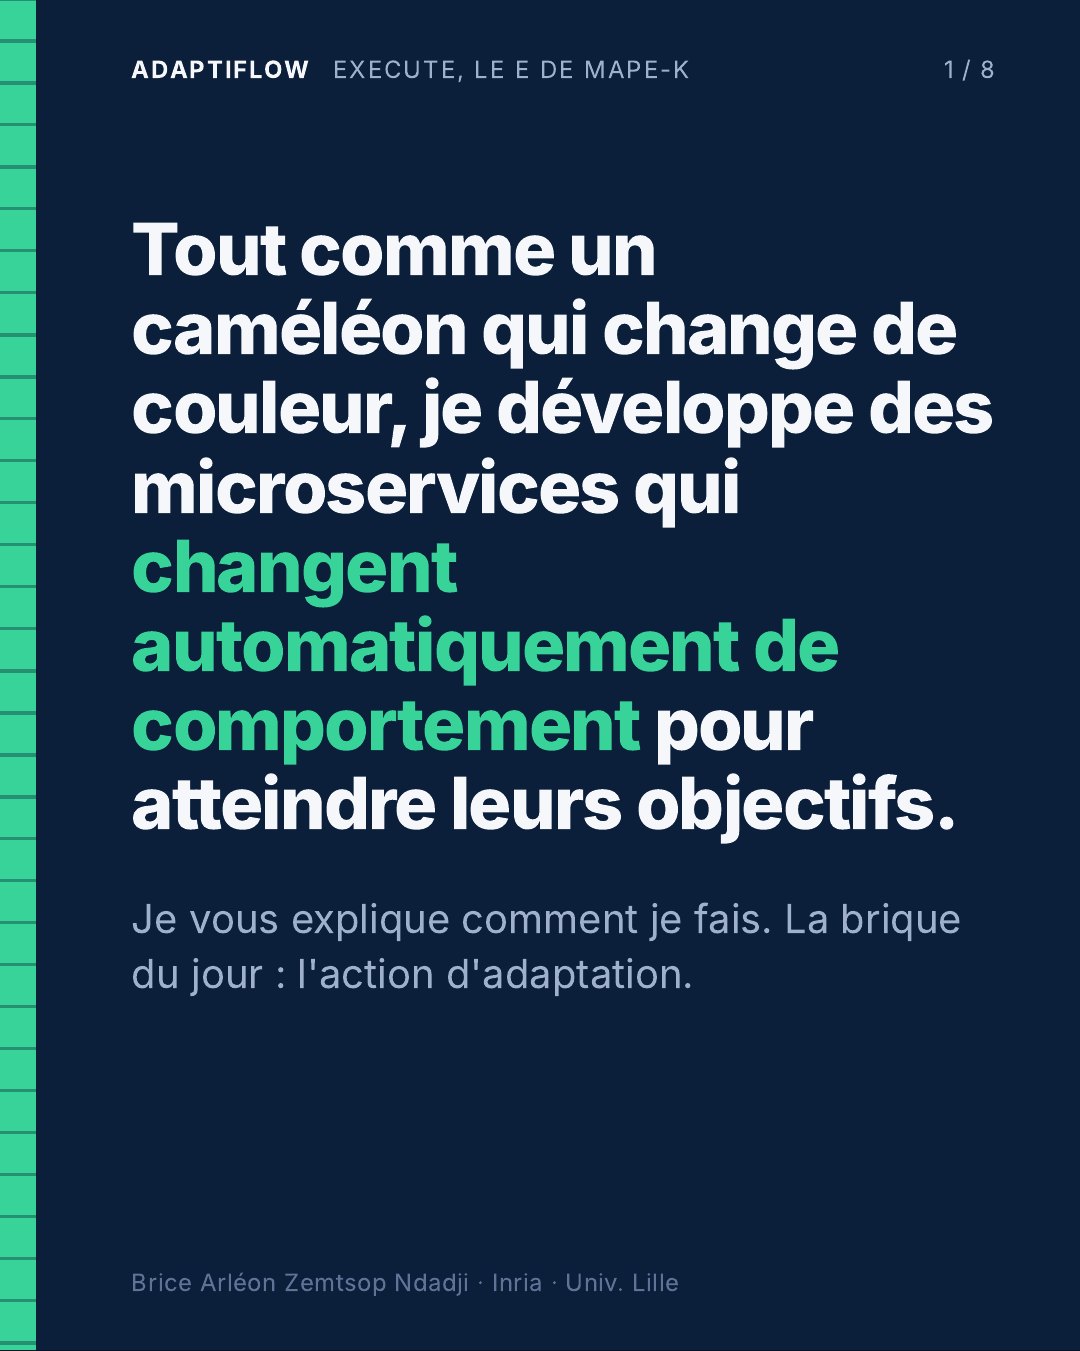 ADAPTIFLOW EXECUTE, LE E DE MAPE-K 1 / 8
Tout comme un
caméléon qui change de
couleur, je développe des
microservices qui
changent
automatiquement de
comportement pour
atteindre leurs objectifs.
Je vous explique comment je fais. La brique
du jour : l'action d'adaptation.
Brice Arléon Zemtsop Ndadji · Inria · Univ. Lille